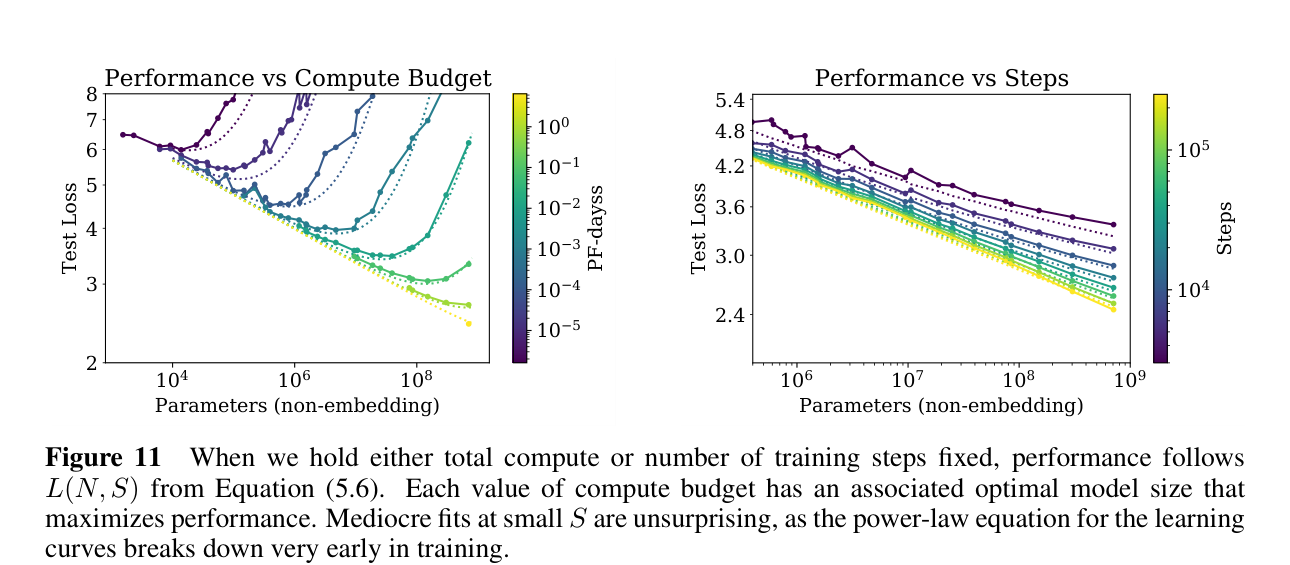 Performance vs Compute Budget
8
7
6
5
4
3
2
Test Loss
10^4
10^6
10^8
Parameters (non-embedding)
10^0
10^−1
10^−2
10^−3
10^−4
10^−5
PF-dayss
Performance vs Steps
5.4
4.8
4.2
3.6
3.0
2.4
Test Loss
10^6
10^7
10^8
10^9
Parameters (non-embedding)
10^5
10^4
Steps
Figure 11 When we hold either total compute or number of training steps fixed, performance follows
L(N, S) from Equation (5.6). Each value of compute budget has an associated optimal model size that
maximizes performance. Mediocre fits at small S are unsurprising, as the power-law equation for the learning
curves breaks down very early in training.